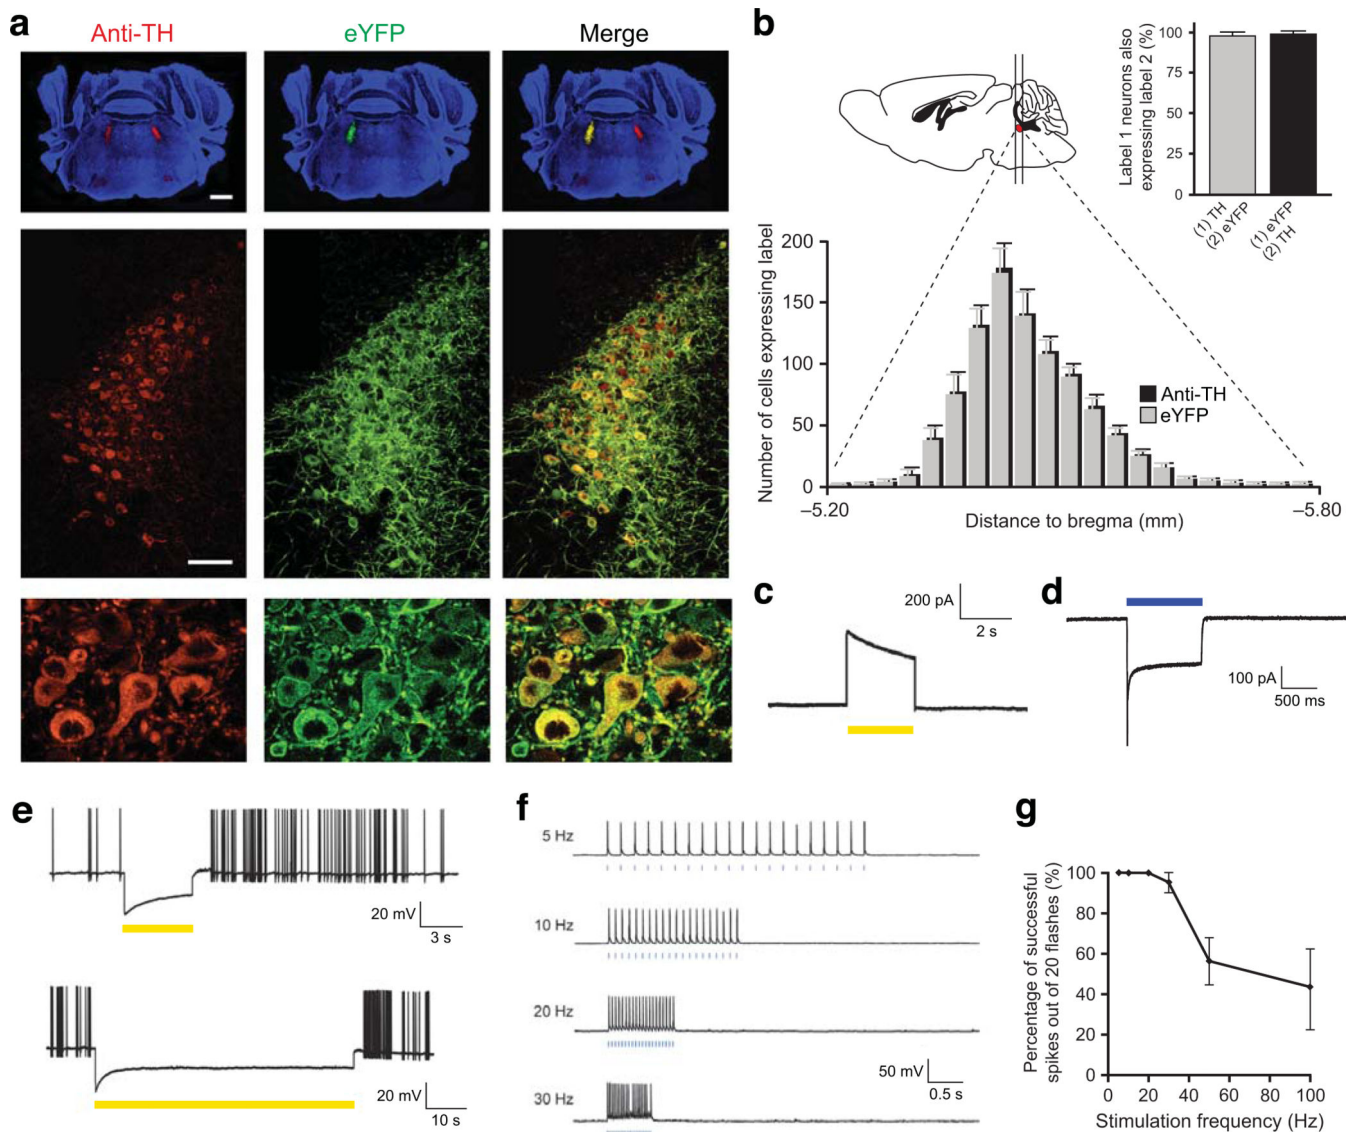 a
Anti-TH
eYFP
Merge
b
Label 1 neurons also
expressing label 2 (%)
100
75
50
25
0
(1) TH
(2) eYFP
(1) eYFP
(2) TH
Number of cells expressing label
200
150
100
50
0
Anti-TH
eYFP
–5.20
Distance to bregma (mm)
–5.80
c
200 pA
2 s
d
100 pA
500 ms
e
20 mV
3 s
20 mV
10 s
f
5 Hz
10 Hz
20 Hz
30 Hz
50 mV
0.5 s
g
Percentage of successful
spikes out of 20 flashes (%)
100
80
60
40
20
0
0 20 40 60 80 100
Stimulation frequency (Hz)